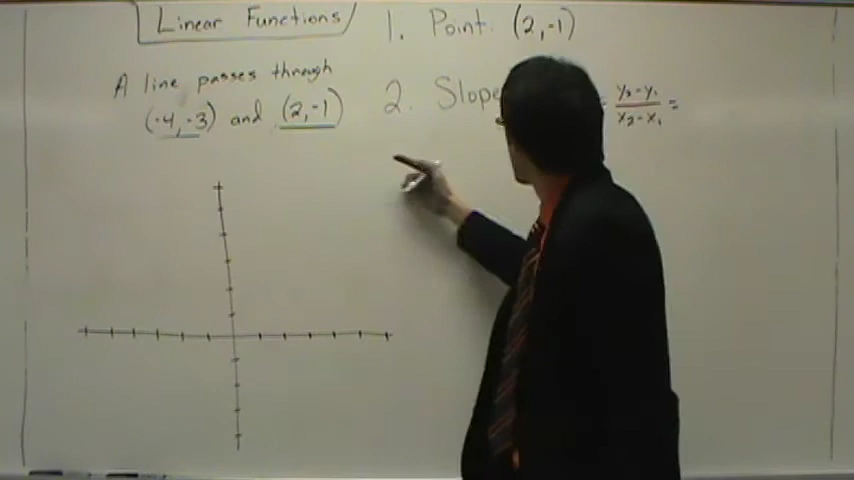 Linear Functions
A line passes through
(-4,-3) and (2,-1)
1. Point: (2,-1)
2. Slope = y₂-y₁ / x₂-x₁ =